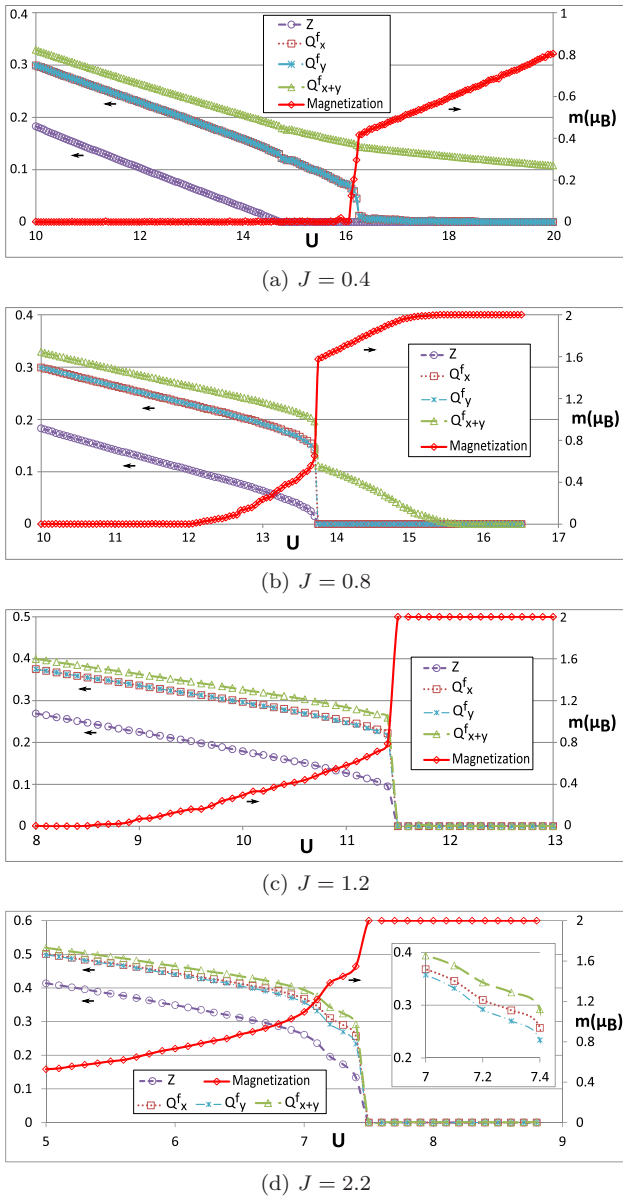 0.4
0.3
0.2
0.1
0
1
0.8
0.6
0.4
0.2
0
m(μB)
Z
Qfx
Qfy
Qfx+y
Magnetization
10 12 14 16 18 20
U
(a) J = 0.4
0.4
0.3
0.2
0.1
0
2
1.6
1.2
0.8
0.4
0
m(μB)
Z
Qfx
Qfy
Qfx+y
Magnetization
10 11 12 13 14 15 16 17
U
(b) J = 0.8
0.5
0.4
0.3
0.2
0.1
0
2
1.6
1.2
0.8
0.4
0
m(μB)
Z
Qfx
Qfy
Qfx+y
Magnetization
8 9 10 11 12 13
U
(c) J = 1.2
0.6
0.5
0.4
0.3
0.2
0.1
0
2
1.6
1.2
0.8
0.4
0
m(μB)
0.4
0.3
0.2
7 7.2 7.4
Z Magnetization
Qfx Qfy Qfx+y
5 6 7 8 9
U
(d) J = 2.2